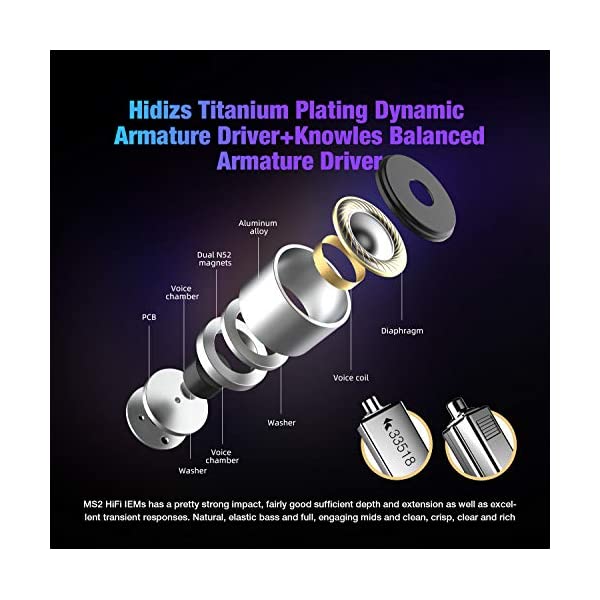 Hidizs Titanium Plating Dynamic
Armature Driver+Knowles Balanced
Armature Driver
Aluminum
alloy
Dual N52
magnets
Voice
chamber
PCB
Diaphragm
Voice coil
Washer
Voice
chamber
Washer
33518
MS2 HiFi IEMs has a pretty strong impact, fairly good sufficient depth and extension as well as excel-
lent transient responses. Natural, elastic bass and full, engaging mids and clean, crisp, clear and rich